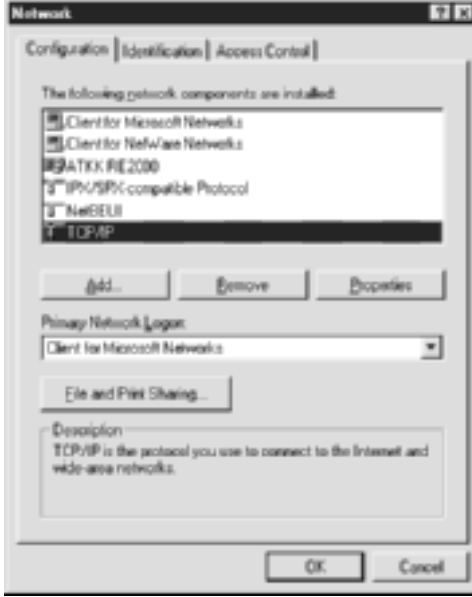 Network
Configuration Identification Access Control
The following network components are installed:
Client for Microsoft Networks
Client for NetWare Networks
ATKK RE2000
IPX/SPX-compatible Protocol
NetBEUI
TCP/IP
Add... Remove Properties
Primary Network Logon:
Client for Microsoft Networks
File and Print Sharing...
Description
TCP/IP is the protocol you use to connect to the Internet and
wide-area networks.
OK Cancel